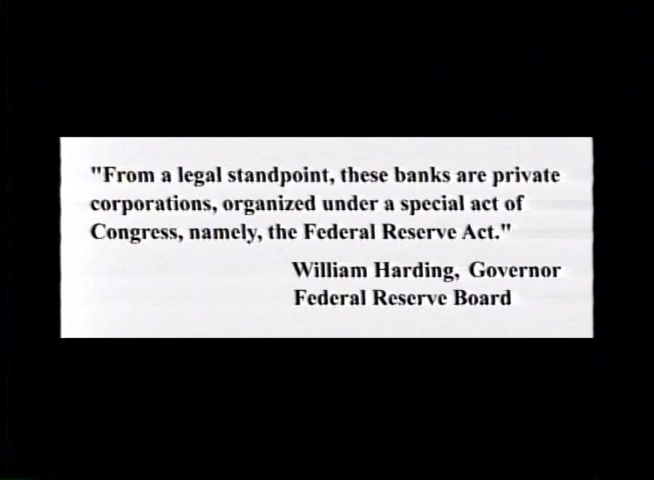 "From a legal standpoint, these banks are private
corporations, organized under a special act of
Congress, namely, the Federal Reserve Act."
William Harding, Governor
Federal Reserve Board